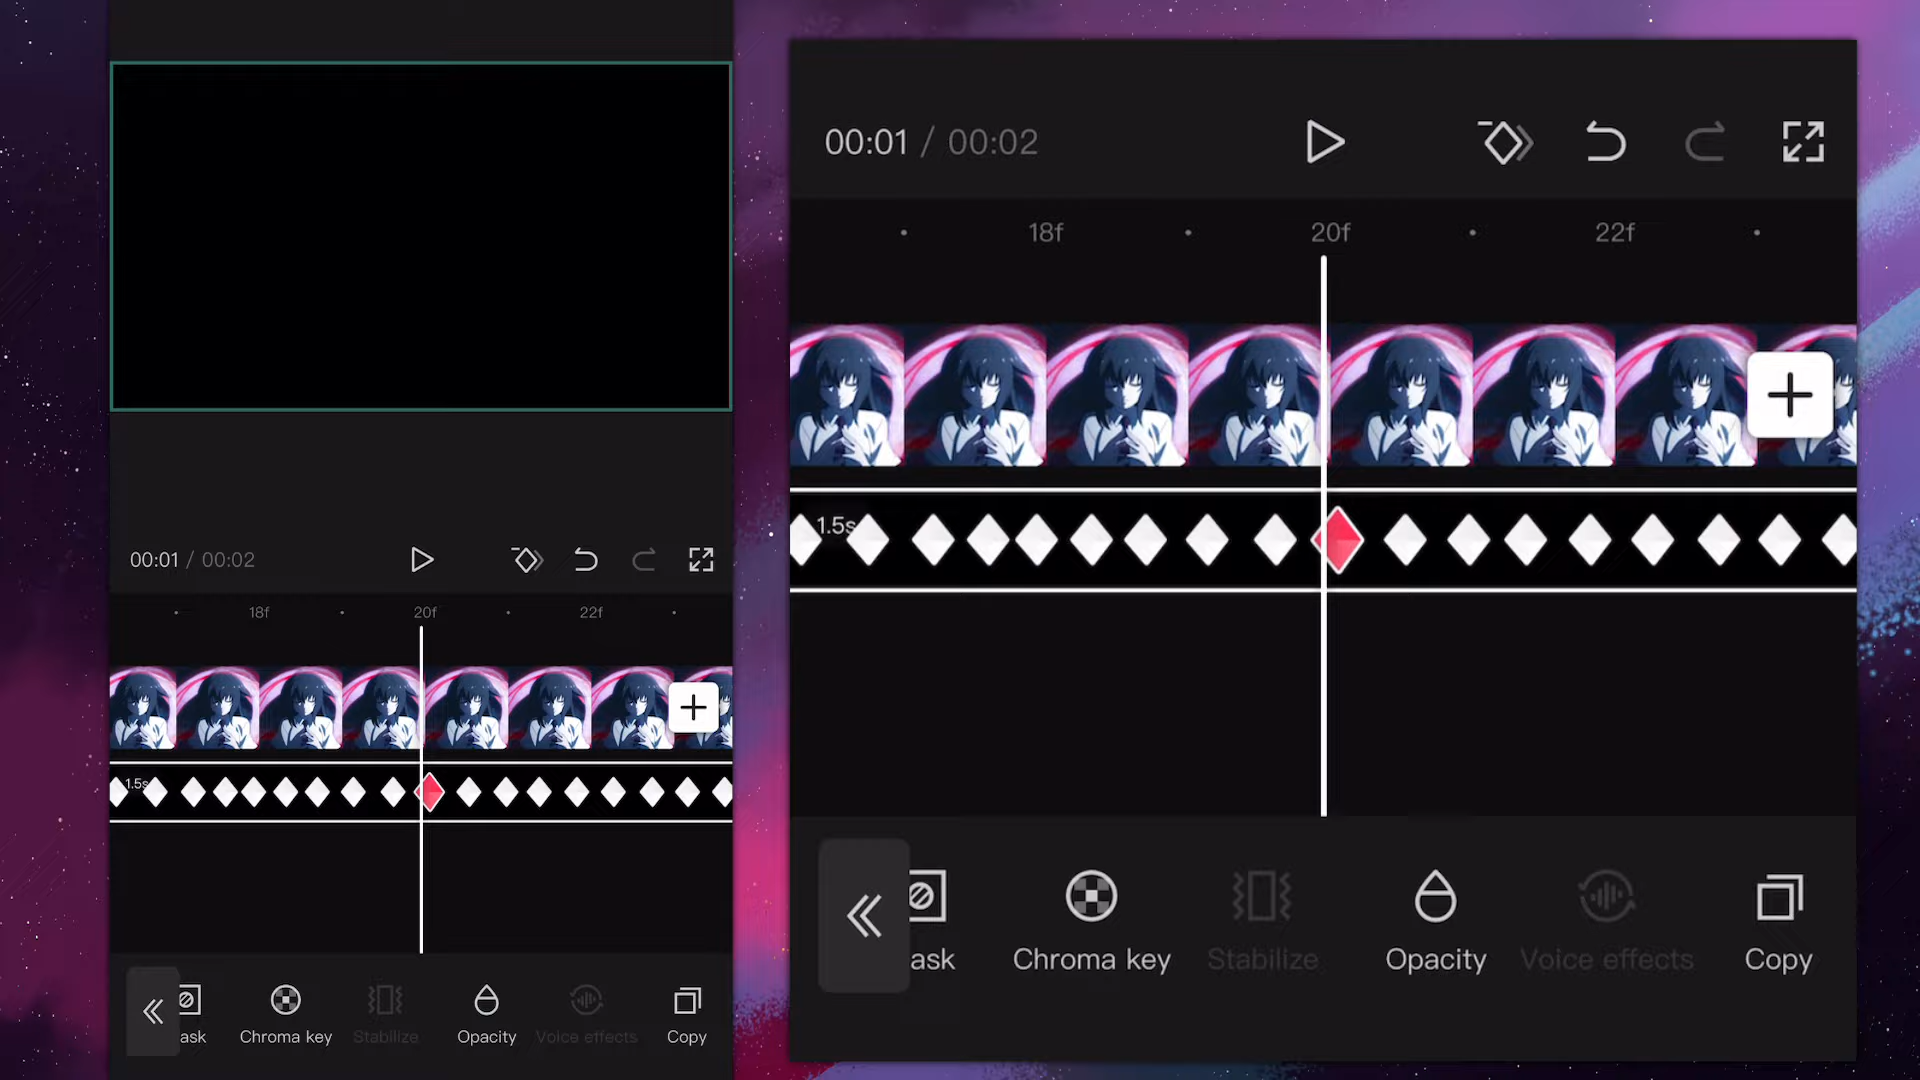 00:01 / 00:02
18f 20f 22f
1.5s
ask Chroma key Stabilize Opacity Voice effects Copy
00:01 / 00:02
18f 20f 22f
1.5s
ask Chroma key Stabilize Opacity Voice effects Copy